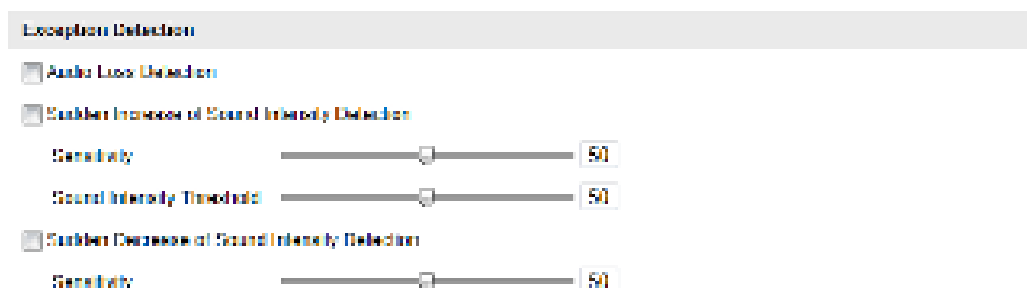 Exception Detection
Audio Loss Detection
Sudden Increase of Sound Intensity Detection
Sensitivity 50
Sound Intensity Threshold 50
Sudden Decrease of Sound Intensity Detection
Sensitivity 50